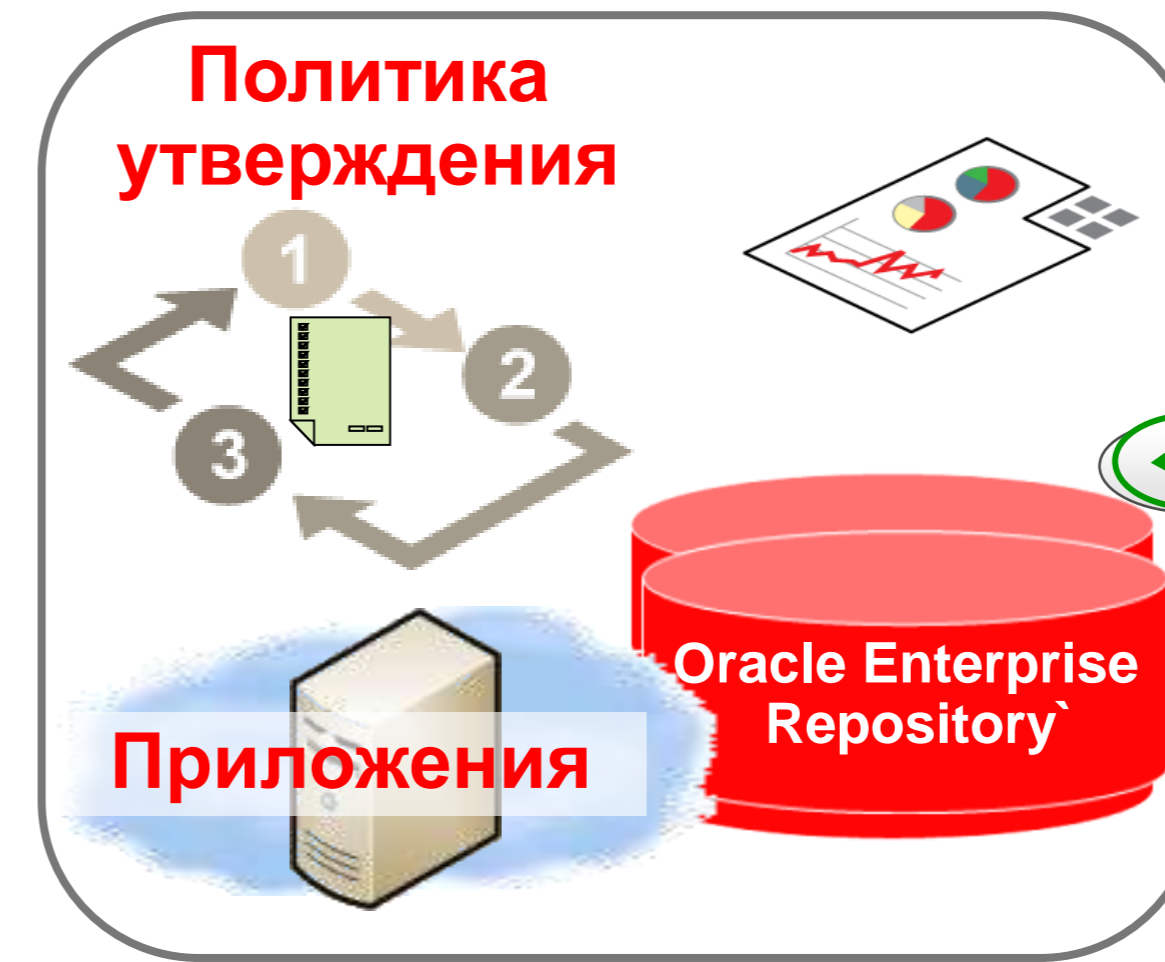 Политика
утверждения
1
2
3
Oracle Enterprise
Repository`
Приложения